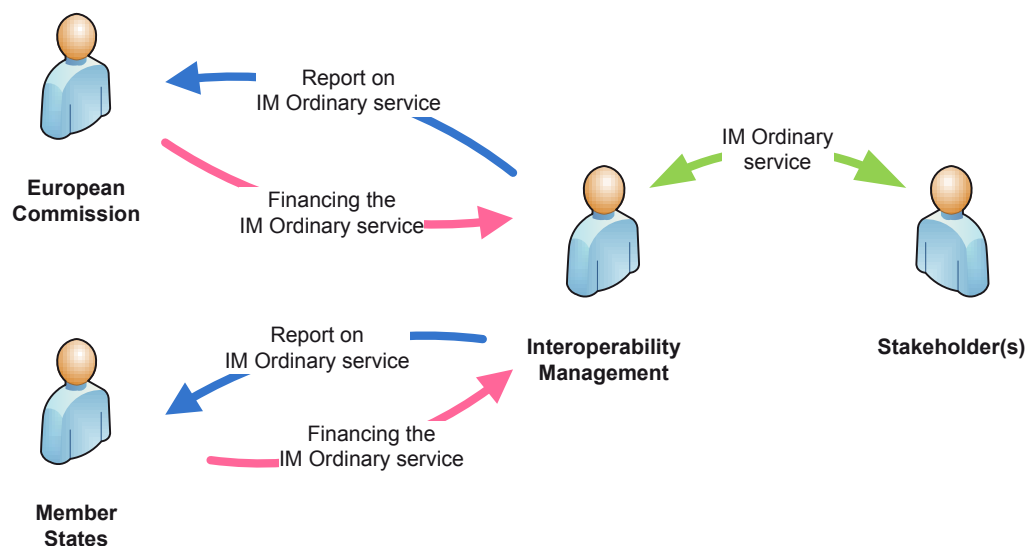 Report on
IM Ordinary service
European
Commission
Financing the
IM Ordinary service
IM Ordinary
service
Report on
IM Ordinary service
Interoperability
Management
Stakeholder(s)
Financing the
IM Ordinary service
Member
States